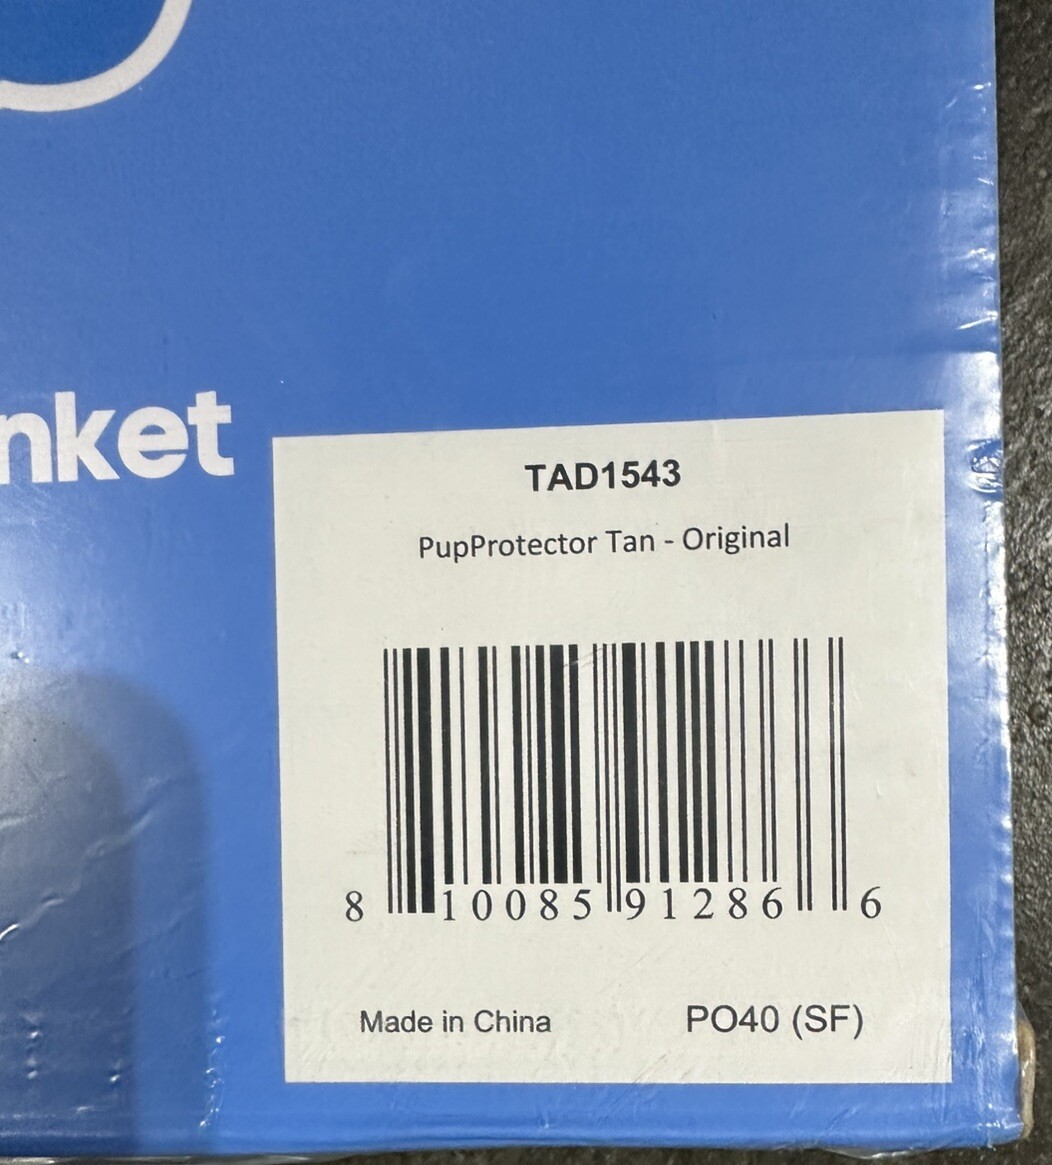 nket
TAD1543
PupProtector Tan - Original
8 10085 91286 6
Made in China PO40 (SF)